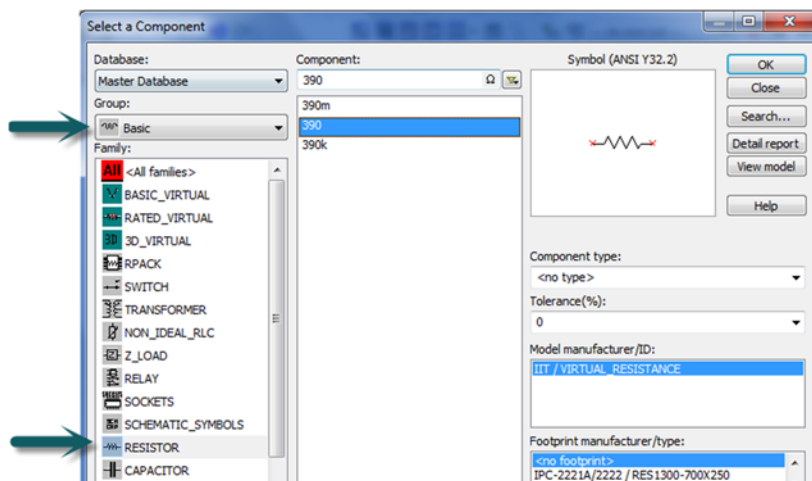 Select a Component
Database:
Master Database
Group:
Basic
Family:
All <All families>
BASIC_VIRTUAL
RATED_VIRTUAL
3D 3D_VIRTUAL
RPACK
SWITCH
TRANSFORMER
NON_IDEAL_RLC
Z_LOAD
RELAY
SOCKETS
SCHEMATIC_SYMBOLS
RESISTOR
CAPACITOR
Component:
390 Ω
390m
390
390k
Symbol (ANSI Y32.2)
Component type:
<no type>
Tolerance(%):
0
Model manufacturer/ID:
IIT / VIRTUAL_RESISTANCE
Footprint manufacturer/type:
<no footprint>
IPC-2221A/2222 / RES1300-700X250
OK
Close
Search...
Detail report
View model
Help